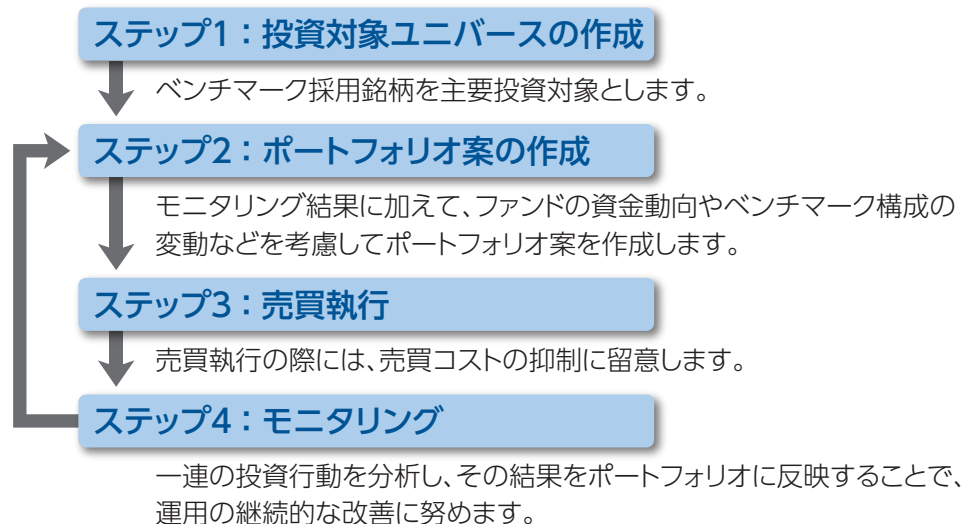 ステップ1：投資対象ユニバースの作成
ベンチマーク採用銘柄を主要投資対象とします。
ステップ2：ポートフォリオ案の作成
モニタリング結果に加えて、ファンドの資金動向やベンチマーク構成の
変動などを考慮してポートフォリオ案を作成します。
ステップ3：売買執行
売買執行の際には、売買コストの抑制に留意します。
ステップ4：モニタリング
一連の投資行動を分析し、その結果をポートフォリオに反映することで、
運用の継続的な改善に努めます。